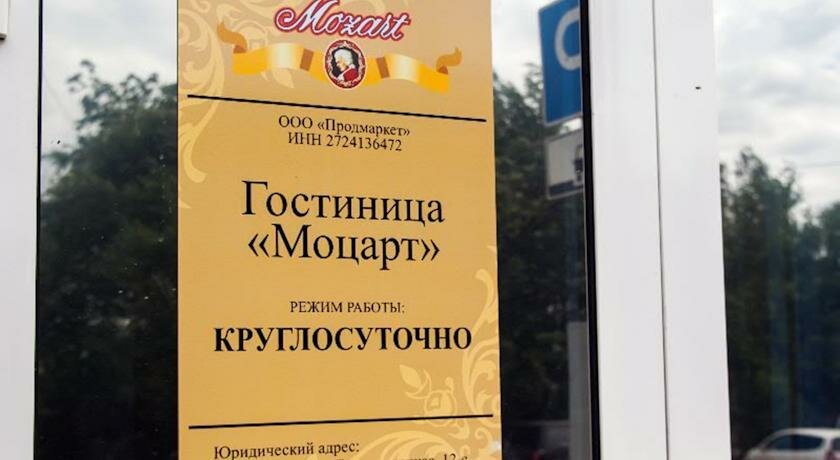 Mozart
ООО «Продмаркет»
ИНН 2724136472
Гостиница
«Моцарт»
РЕЖИМ РАБОТЫ:
КРУГЛОСУТОЧНО
Юридический адрес: